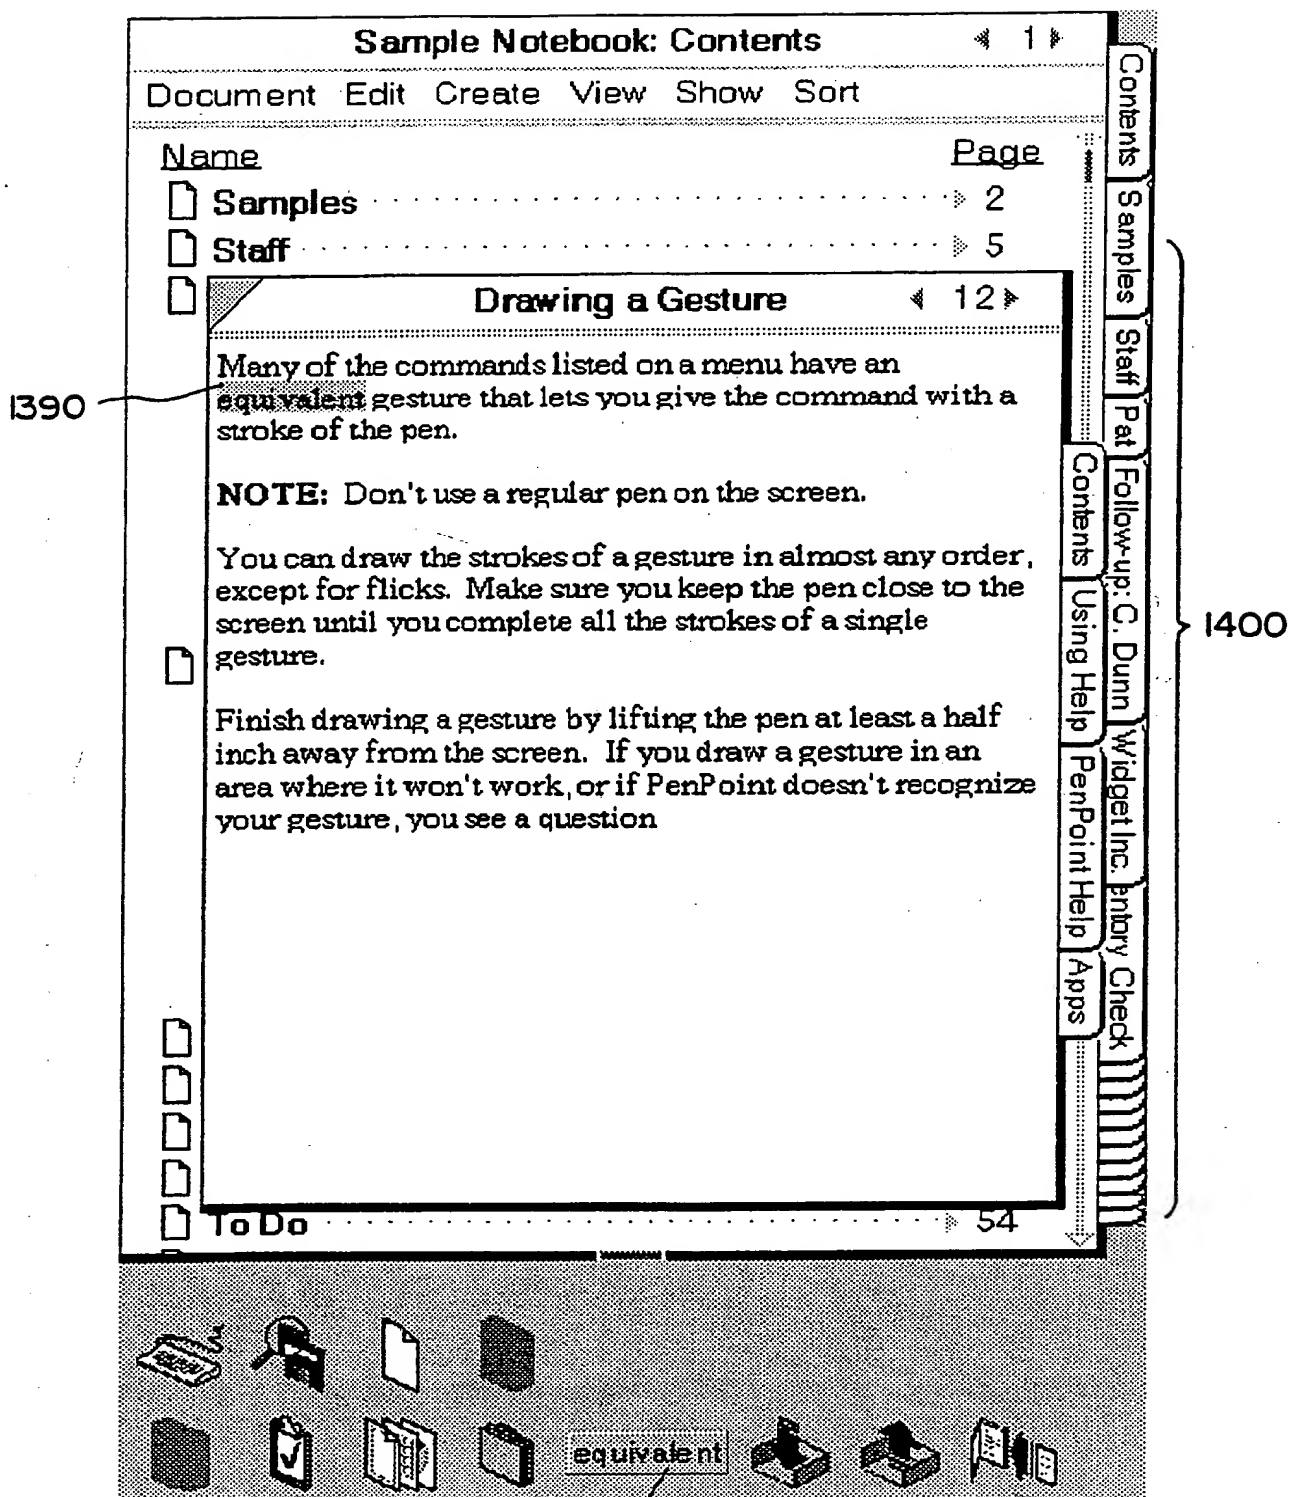 Sample Notebook: Contents 1
Document Edit Create View Show Sort
Name Page
Samples 2
Staff 5
Drawing a Gesture 12
Many of the commands listed on a menu have an
equivalent gesture that lets you give the command with a
stroke of the pen.
NOTE: Don't use a regular pen on the screen.
You can draw the strokes of a gesture in almost any order,
except for flicks. Make sure you keep the pen close to the
screen until you complete all the strokes of a single
gesture.
Finish drawing a gesture by lifting the pen at least a half
inch away from the screen. If you draw a gesture in an
area where it won't work, or if PenPoint doesn't recognize
your gesture, you see a question
To Do 54
equivalent
Contents
Using Help
PenPoint Help
Apps
Contents
Samples
Staff
Pat
Follow-up: C. Dunn
Widget Inc.
entory Check
1390
1400